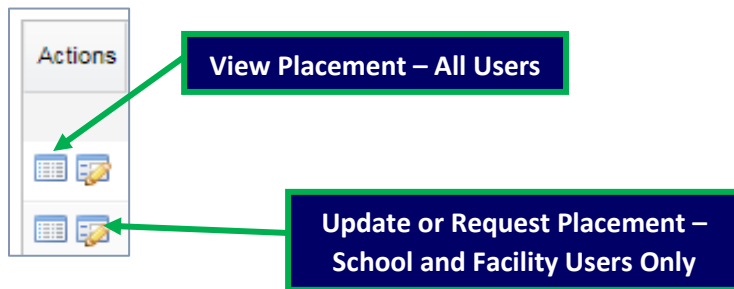 Actions
View Placement – All Users
Update or Request Placement –
School and Facility Users Only